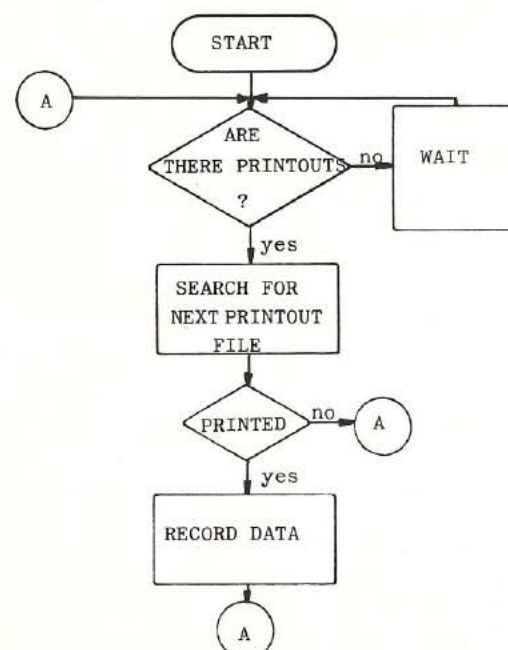 START
A
ARE
THERE PRINTOUTS
?
no
WAIT
yes
SEARCH FOR
NEXT PRINTOUT
FILE
PRINTED
no
A
yes
RECORD DATA
A